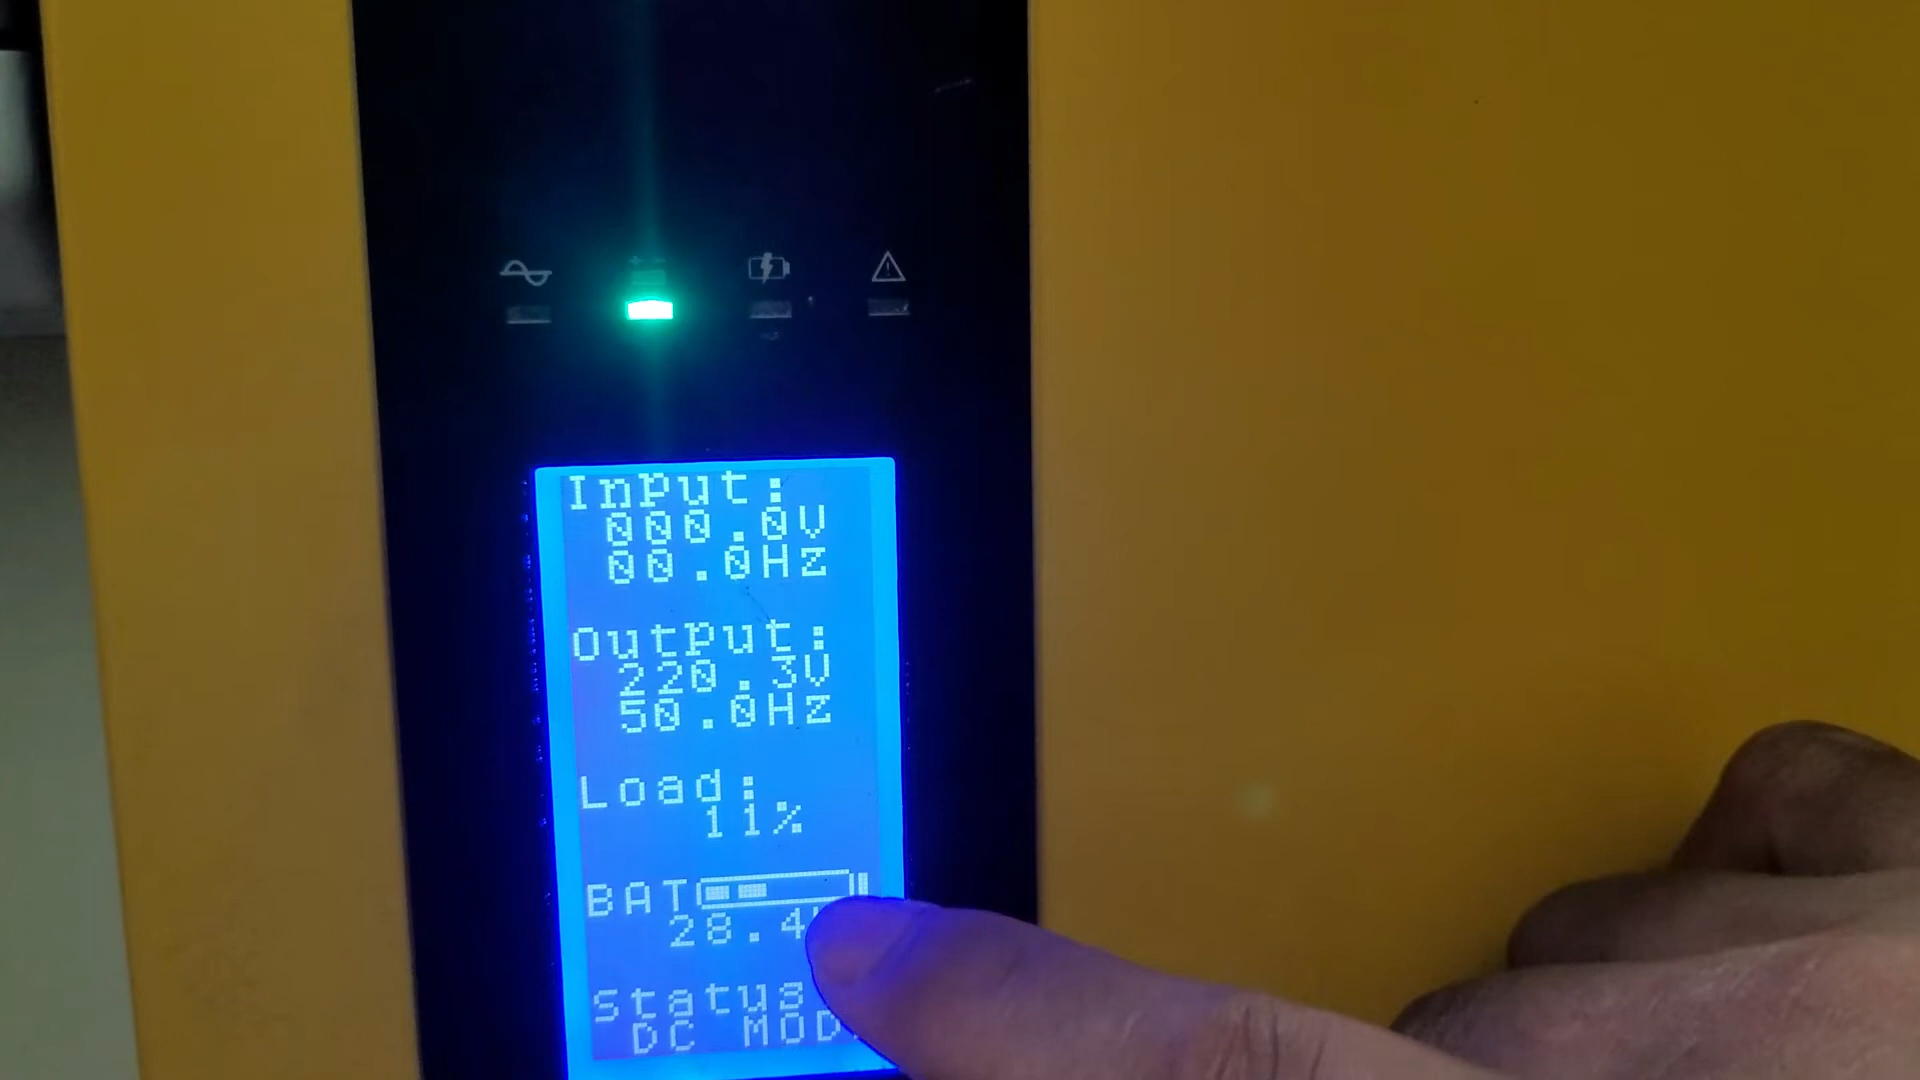 Input:
000.0V
00.0Hz
Output:
220.3V
50.0Hz
Load:
11%
BAT
28.4
Status
DC MOD